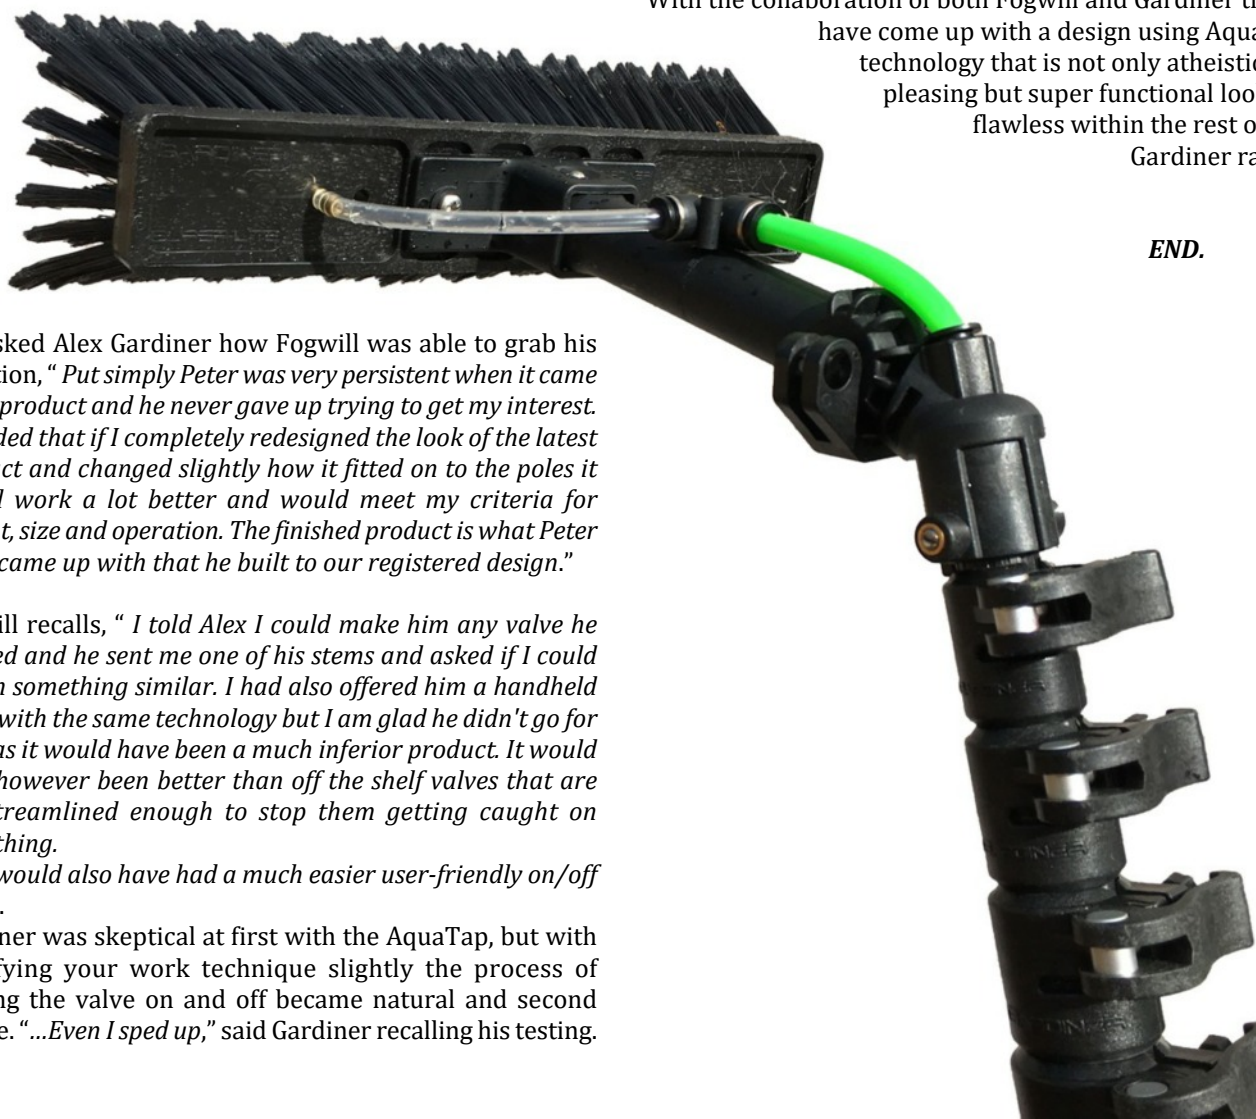 sked Alex Gardiner how Fogwill was able to grab his
tion, “ Put simply Peter was very persistent when it came
product and he never gave up trying to get my interest.
ded that if I completely redesigned the look of the latest
ct and changed slightly how it fitted on to the poles it
work a lot better and would meet my criteria for
t, size and operation. The finished product is what Peter
came up with that he built to our registered design.”
ill recalls, “ I told Alex I could make him any valve he
ed and he sent me one of his stems and asked if I could
n something similar. I had also offered him a handheld
with the same technology but I am glad he didn't go for
as it would have been a much inferior product. It would
however been better than off the shelf valves that are
treamlined enough to stop them getting caught on
thing.
would also have had a much easier user-friendly on/off
.
ner was skeptical at first with the AquaTap, but with
fying your work technique slightly the process of
ng the valve on and off became natural and second
e. “...Even I sped up,” said Gardiner recalling his testing.
With the collaboration of both Fogwill and Gardiner th
have come up with a design using Aqua
technology that is not only atheistic
pleasing but super functional loo
flawless within the rest o
Gardiner ra
END.